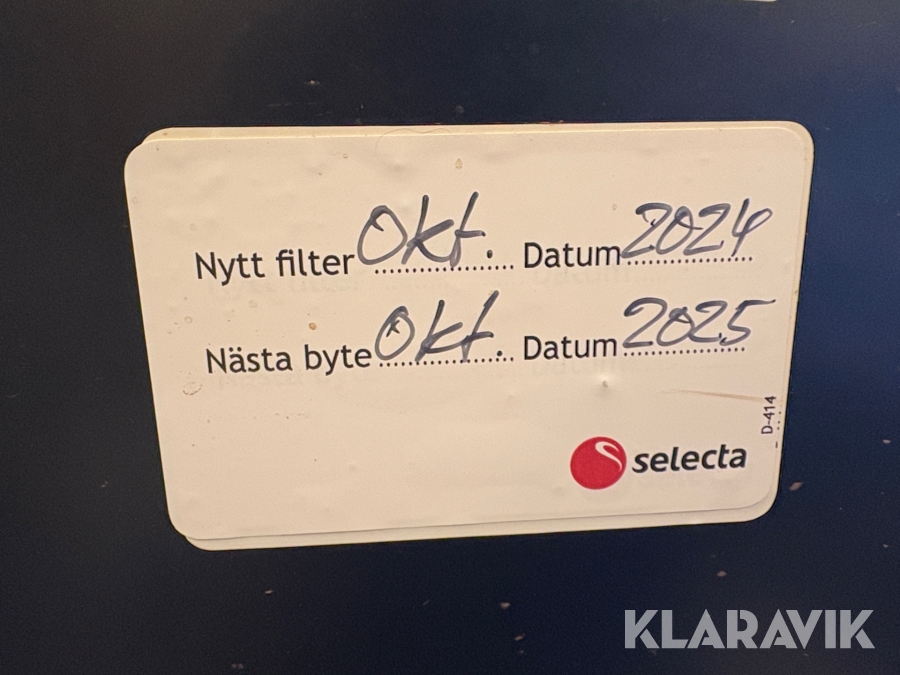 Nytt filter Okt. Datum 2024
Nästa byte Okt. Datum 2025
D-414
selecta
KLARAVIK